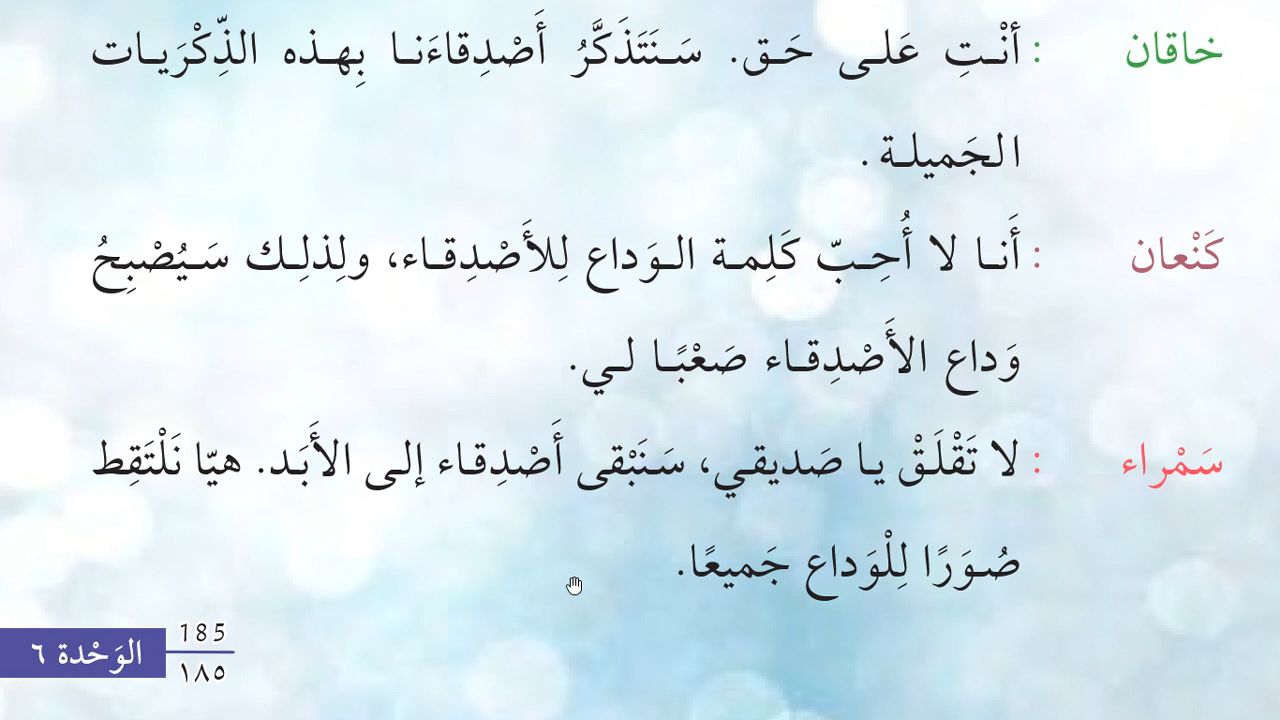 خاقان : أنْتِ عَلى حَق. سَنَتَذَكَّرُ أَصْدِقاءَنا بِهذه الذِّكْرَيات
الجَميلة.
كَنْعان : أَنا لا أُحِبّ كَلِمة الوَداع لِلأَصْدِقاء، ولِذلِك سَيُصْبِحُ
وَداع الأَصْدِقاء صَعْبًا لي.
سَمْراء : لا تَقْلَقْ يا صَديقي، سَنَبْقى أَصْدِقاء إلى الأَبَد. هيّا نَلْتَقِط
صُوَرًا لِلْوَداع جَميعًا.
185
الوَحْدة ٦
١٨٥